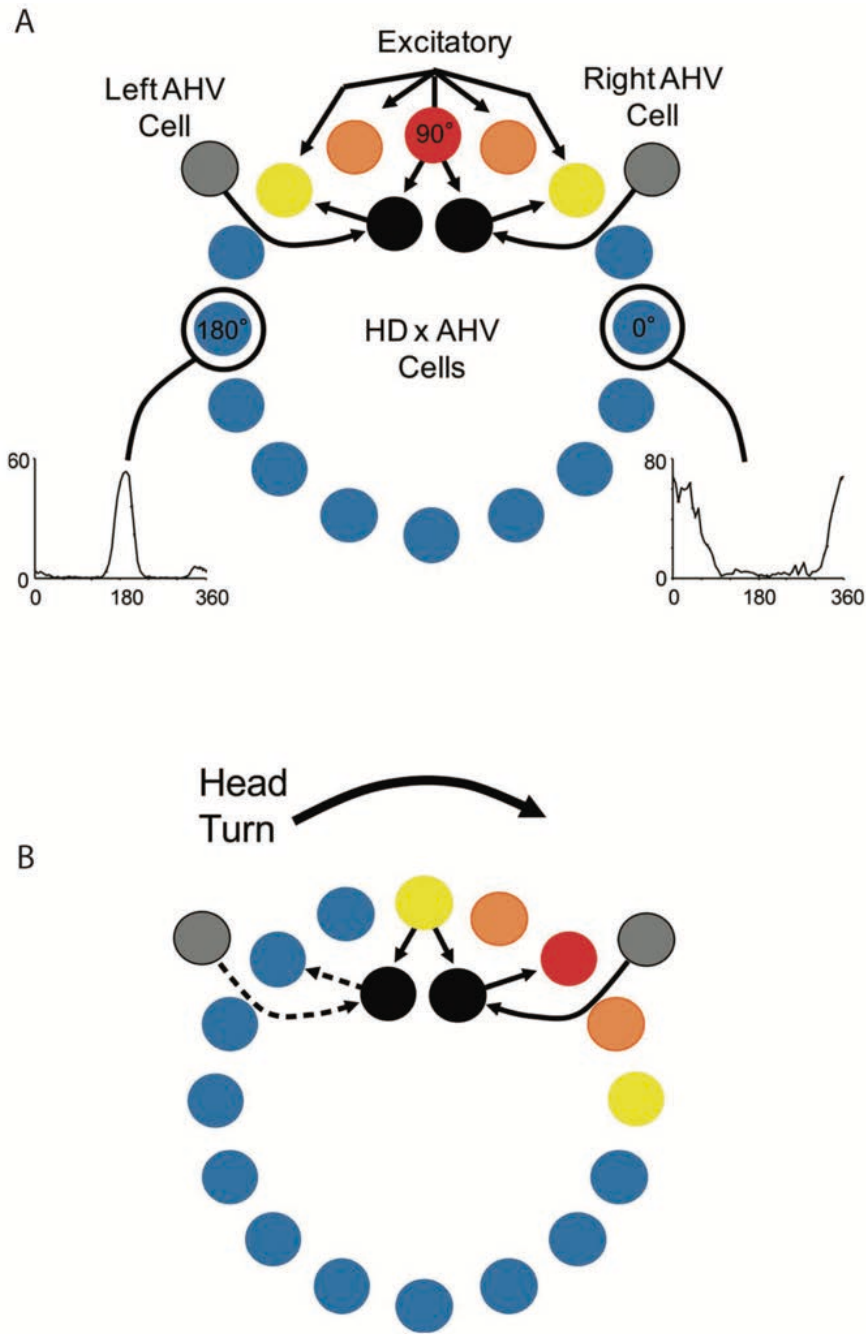 A
Excitatory
Left AHV
Cell
Right AHV
Cell
90°
180°
HD x AHV
Cells
0°
60
0
0 180 360
80
0
0 180 360
Head
Turn
B